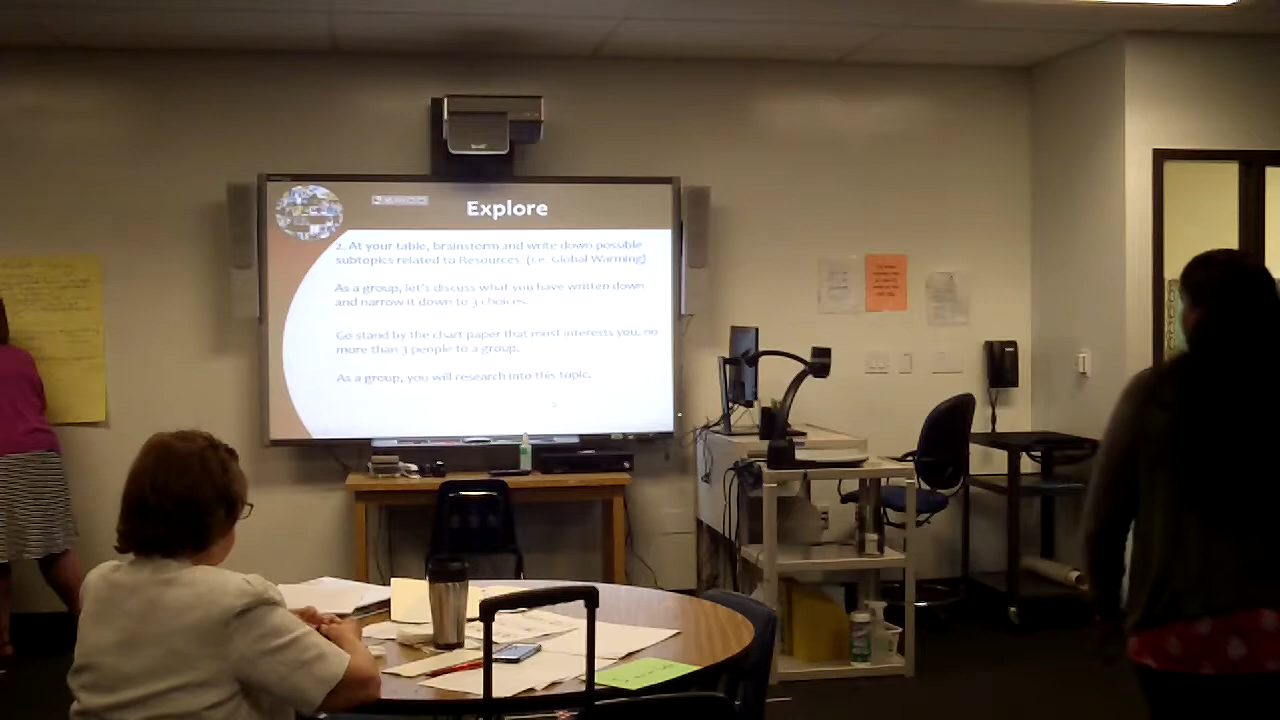 Explore
2. At your table, brainstorm and write down possible
subtopics related to Resources. (i.e. Global Warming)
As a group, let's discuss what you have written down
and narrow it down to 3 choices.
Go stand by the chart paper that most interests you, no
more than 3 people to a group.
As a group, you will research into this topic.